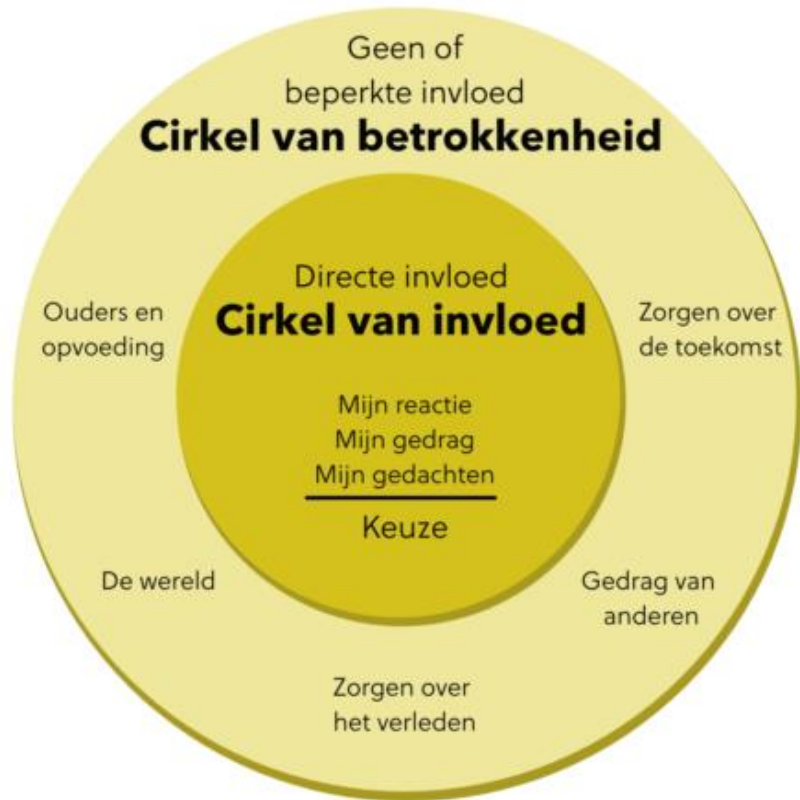 Geen of
beperkte invloed
Cirkel van betrokkenheid
Directe invloed
Cirkel van invloed
Mijn reactie
Mijn gedrag
Mijn gedachten
Keuze
Ouders en
opvoeding
Zorgen over
de toekomst
De wereld
Gedrag van
anderen
Zorgen over
het verleden